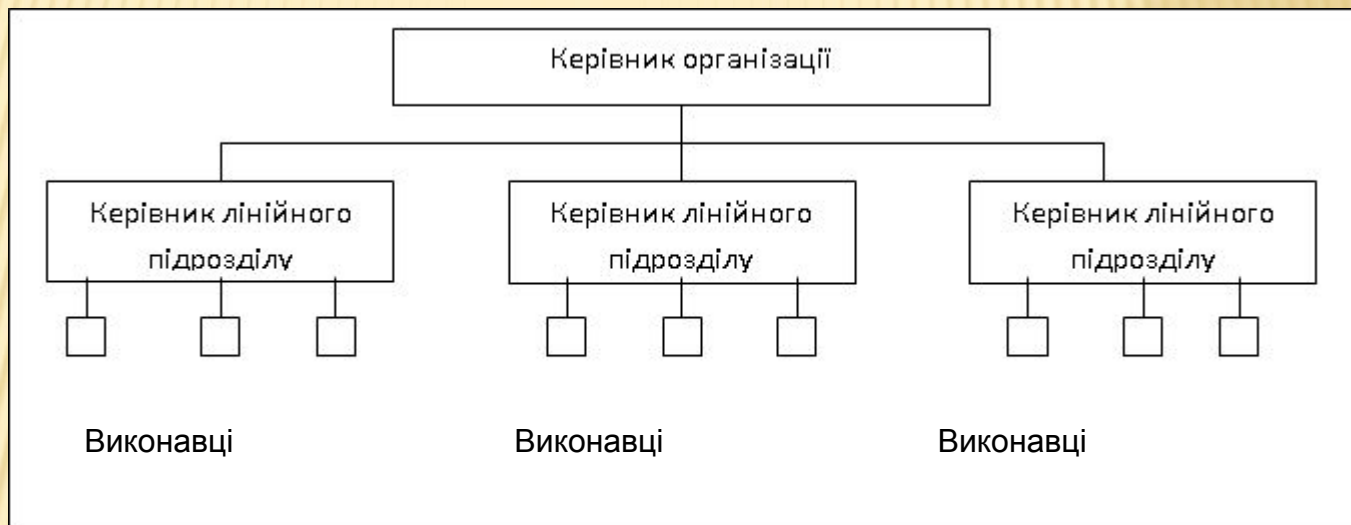 Керівник організації
Керівник лінійного
підрозділу
Керівник лінійного
підрозділу
Керівник лінійного
підрозділу
Виконавці
Виконавці
Виконавці